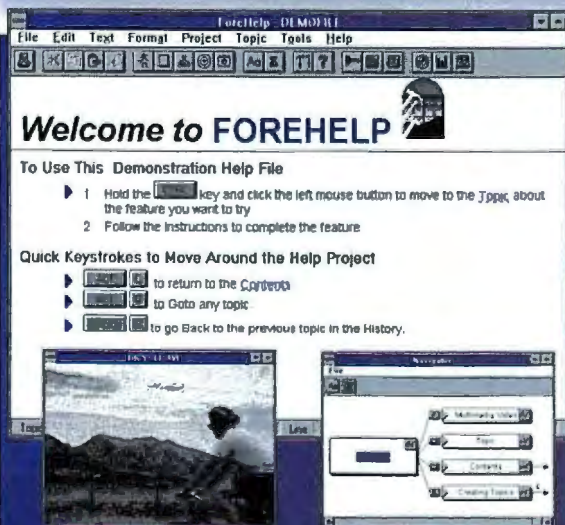 ForeHelp - DEMOFILE
File Edit Text Format Project Topic Tools Help
Welcome to FOREHELP
To Use This Demonstration Help File
1 Hold the key and click the left mouse button to move to the Topic about
the feature you want to try
2 Follow the Instructions to complete the feature
Quick Keystrokes to Move Around the Help Project
to return to the Contents
to Goto any topic
to go Back to the previous topic in the History.
Navigator
File
Multimedia Video
Topic
Contents
Creating Topics